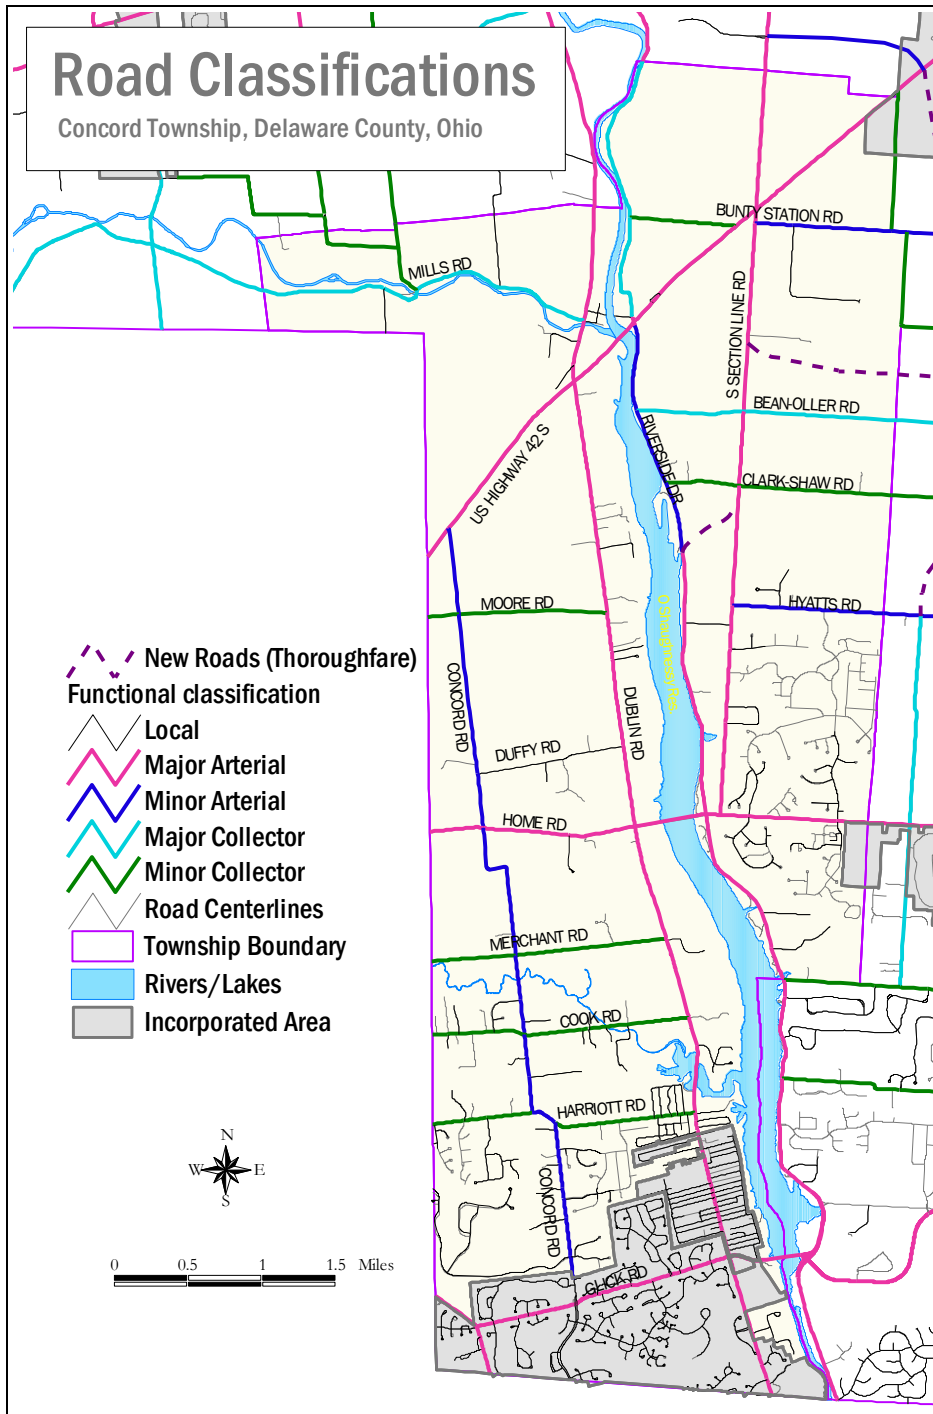 Road Classifications
Concord Township, Delaware County, Ohio
BUNTY STATION RD
MILLS RD
S SECTION LINE RD
BEAN-OLLER RD
RIVERSIDE DR
US HIGHWAY 42 S
CLARK-SHAW RD
MOORE RD
HYATTS RD
O'Shaughnessy Res.
New Roads (Thoroughfare)
Functional classification
Local
Major Arterial
Minor Arterial
Major Collector
Minor Collector
Road Centerlines
Township Boundary
Rivers/Lakes
Incorporated Area
CONCORD RD
DUBLIN RD
DUFFY RD
HOME RD
MERCHANT RD
COOK RD
HARRIOTT RD
CONCORD RD
GLICK RD
N
W E
S
0 0.5 1 1.5 Miles